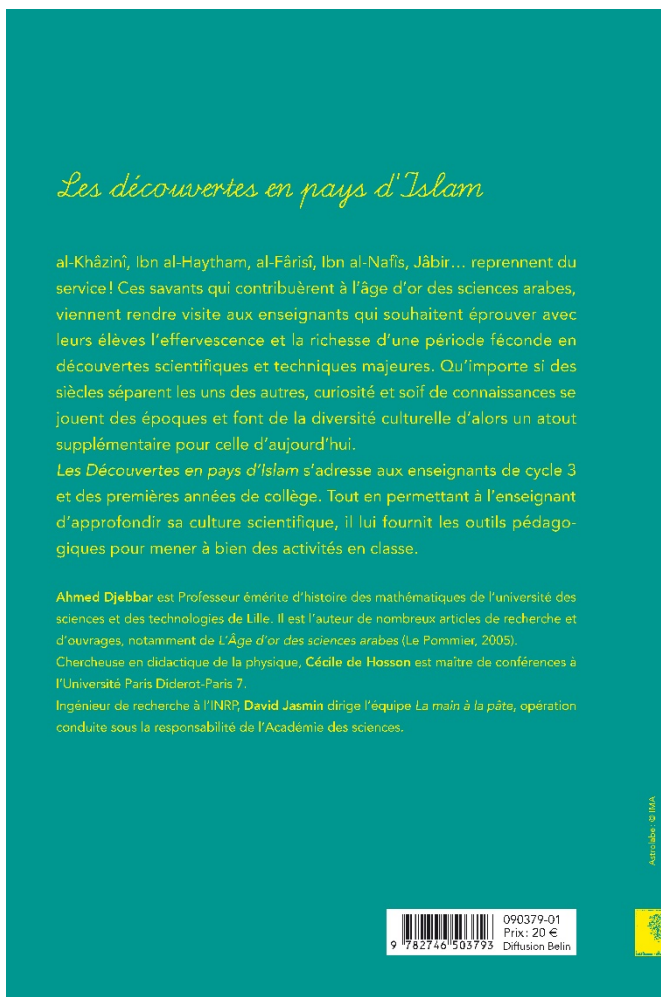 Les découvertes en pays d'Islam
al-Khâzinî, Ibn al-Haytham, al-Fârisî, Ibn al-Nafîs, Jâbir… reprennent du
service! Ces savants qui contribuèrent à l'âge d'or des sciences arabes,
viennent rendre visite aux enseignants qui souhaitent éprouver avec
leurs élèves l'effervescence et la richesse d'une période féconde en
découvertes scientifiques et techniques majeures. Qu'importe si des
siècles séparent les uns des autres, curiosité et soif de connaissances se
jouent des époques et font de la diversité culturelle d'alors un atout
supplémentaire pour celle d'aujourd'hui.
Les Découvertes en pays d'Islam s'adresse aux enseignants de cycle 3
et des premières années de collège. Tout en permettant à l'enseignant
d'approfondir sa culture scientifique, il lui fournit les outils pédago-
giques pour mener à bien des activités en classe.
Ahmed Djebbar est Professeur émérite d'histoire des mathématiques de l'université des
sciences et des technologies de Lille. Il est l'auteur de nombreux articles de recherche et
d'ouvrages, notamment de L'Âge d'or des sciences arabes (Le Pommier, 2005).
Chercheuse en didactique de la physique, Cécile de Hosson est maître de conférences à
l'Université Paris Diderot-Paris 7.
Ingénieur de recherche à l'INRP, David Jasmin dirige l'équipe La main à la pâte, opération
conduite sous la responsabilité de l'Académie des sciences.
Astrolabe: © IMA
090379-01
Prix: 20 €
9 782746 503793 Diffusion Belin